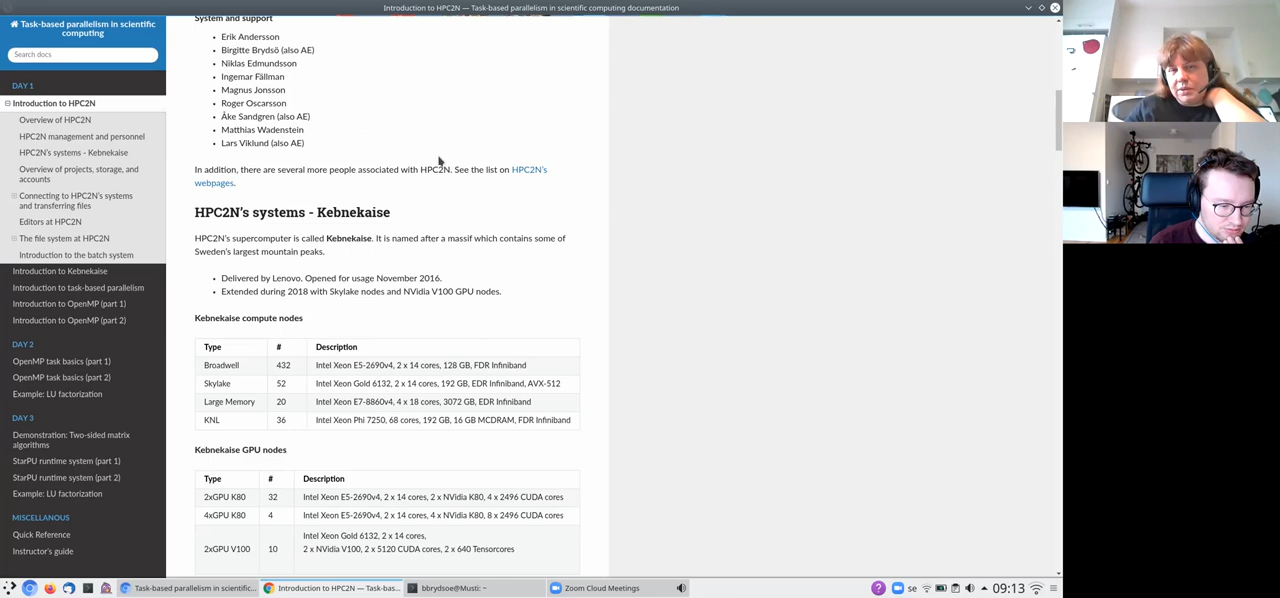 Introduction to HPC2N — Task-based parallelism in scientific computing documentation
Task-based parallelism in scientific
computing
Search docs
DAY 1
Introduction to HPC2N
Overview of HPC2N
HPC2N management and personnel
HPC2N's systems - Kebnekaise
Overview of projects, storage, and
accounts
Connecting to HPC2N's systems
and transferring files
Editors at HPC2N
The file system at HPC2N
Introduction to the batch system
Introduction to Kebnekaise
Introduction to task-based parallelism
Introduction to OpenMP (part 1)
Introduction to OpenMP (part 2)
DAY 2
OpenMP task basics (part 1)
OpenMP task basics (part 2)
Example: LU factorization
DAY 3
Demonstration: Two-sided matrix
algorithms
StarPU runtime system (part 1)
StarPU runtime system (part 2)
Example: LU factorization
MISCELLANEOUS
Quick Reference
Instructor's guide
System and support
Erik Andersson
Birgitte Brydsö (also AE)
Niklas Edmundsson
Ingemar Fällman
Magnus Jonsson
Roger Oscarsson
Åke Sandgren (also AE)
Matthias Wadenstein
Lars Viklund (also AE)
In addition, there are several more people associated with HPC2N. See the list on HPC2N's
webpages.
HPC2N's systems - Kebnekaise
HPC2N's supercomputer is called Kebnekaise. It is named after a massif which contains some of
Sweden's largest mountain peaks.
Delivered by Lenovo. Opened for usage November 2016.
Extended during 2018 with Skylake nodes and NVidia V100 GPU nodes.
Kebnekaise compute nodes
Type # Description
Broadwell 432 Intel Xeon E5-2690v4, 2 x 14 cores, 128 GB, FDR Infiniband
Skylake 52 Intel Xeon Gold 6132, 2 x 14 cores, 192 GB, EDR Infiniband, AVX-512
Large Memory 20 Intel Xeon E7-8860v4, 4 x 18 cores, 3072 GB, EDR Infiniband
KNL 36 Intel Xeon Phi 7250, 68 cores, 192 GB, 16 GB MCDRAM, FDR Infiniband
Kebnekaise GPU nodes
Type # Description
2xGPU K80 32 Intel Xeon E5-2690v4, 2 x 14 cores, 2 x NVidia K80, 4 x 2496 CUDA cores
4xGPU K80 4 Intel Xeon E5-2690v4, 2 x 14 cores, 4 x NVidia K80, 8 x 2496 CUDA cores
Intel Xeon Gold 6132, 2 x 14 cores,
2xGPU V100 10 2 x NVidia V100, 2 x 5120 CUDA cores, 2 x 640 Tensorcores
Task-based parallelism in scientific... Introduction to HPC2N — Task-bas... bbrydsoe@Musti: ~ Zoom Cloud Meetings se 09:13